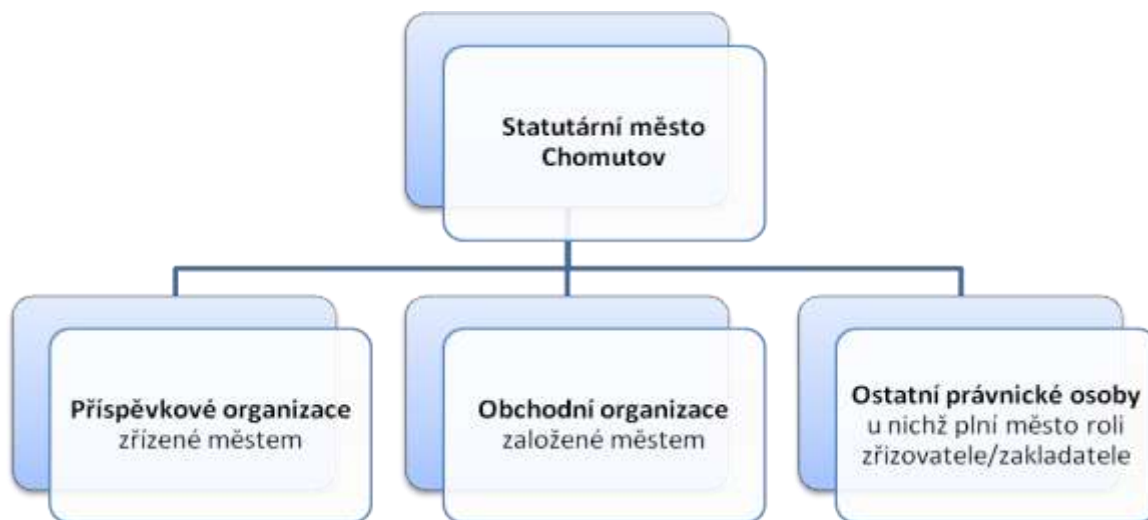 Statutární město
Chomutov
Příspěvkové organizace
zřízené městem
Obchodní organizace
založené městem
Ostatní právnické osoby
u nichž plní město roli
zřizovatele/zakladatele